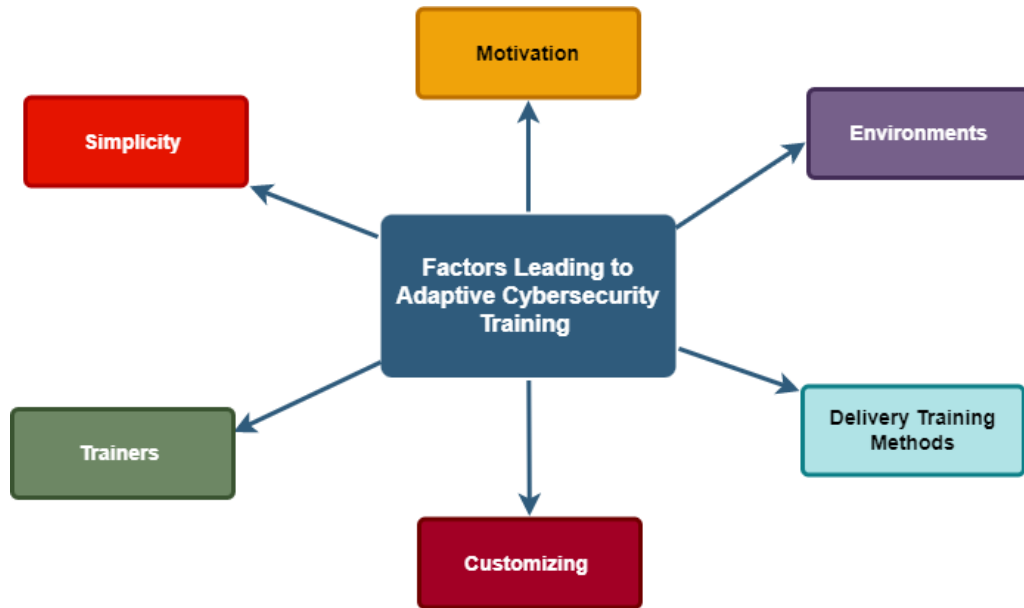 Motivation
Simplicity
Environments
Factors Leading to
Adaptive Cybersecurity
Training
Trainers
Delivery Training
Methods
Customizing